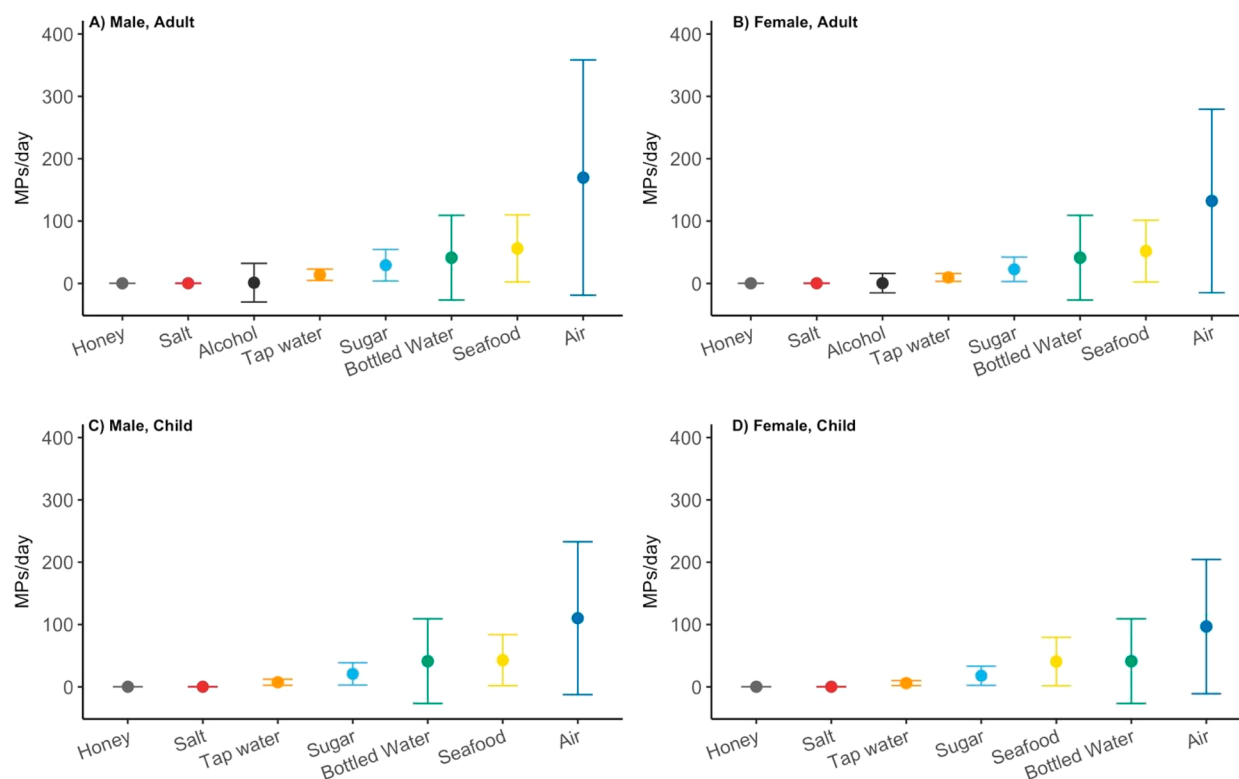 A) Male, Adult
400
300
200
100
0
MPs/day
Honey
Salt
Alcohol
Tap water
Sugar
Bottled Water
Seafood
Air
B) Female, Adult
400
300
200
100
0
MPs/day
Honey
Salt
Alcohol
Tap water
Sugar
Bottled Water
Seafood
Air
C) Male, Child
400
300
200
100
0
MPs/day
Honey
Salt
Tap water
Sugar
Bottled Water
Seafood
Air
D) Female, Child
400
300
200
100
0
MPs/day
Honey
Salt
Tap water
Sugar
Seafood
Bottled Water
Air